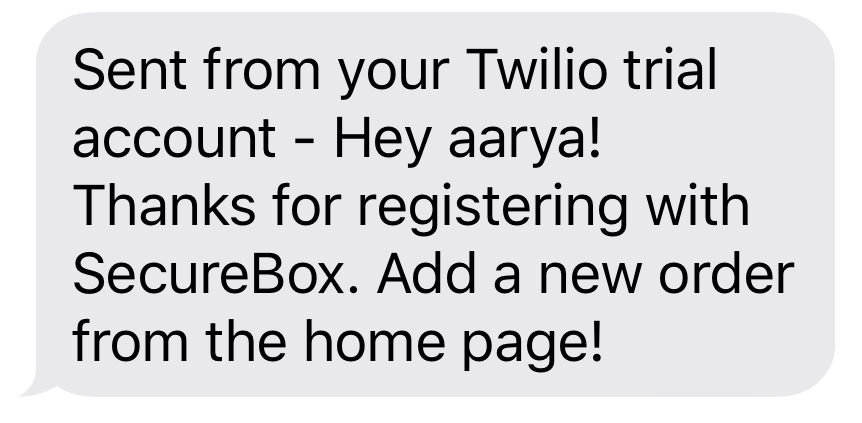 Sent from your Twilio trial
account - Hey aarya!
Thanks for registering with
SecureBox. Add a new order
from the home page!